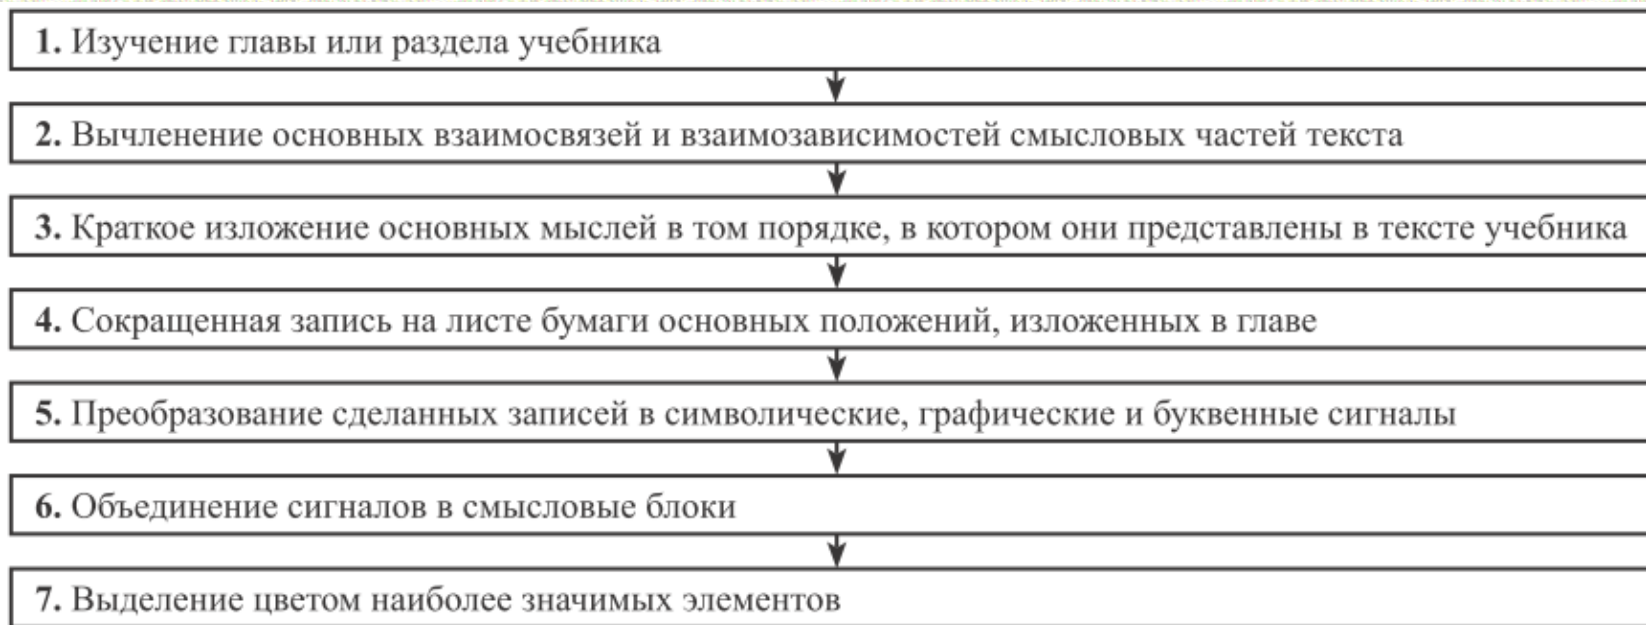 1. Изучение главы или раздела учебника
2. Вычленение основных взаимосвязей и взаимозависимостей смысловых частей текста
3. Краткое изложение основных мыслей в том порядке, в котором они представлены в тексте учебника
4. Сокращенная запись на листе бумаги основных положений, изложенных в главе
5. Преобразование сделанных записей в символические, графические и буквенные сигналы
6. Объединение сигналов в смысловые блоки
7. Выделение цветом наиболее значимых элементов